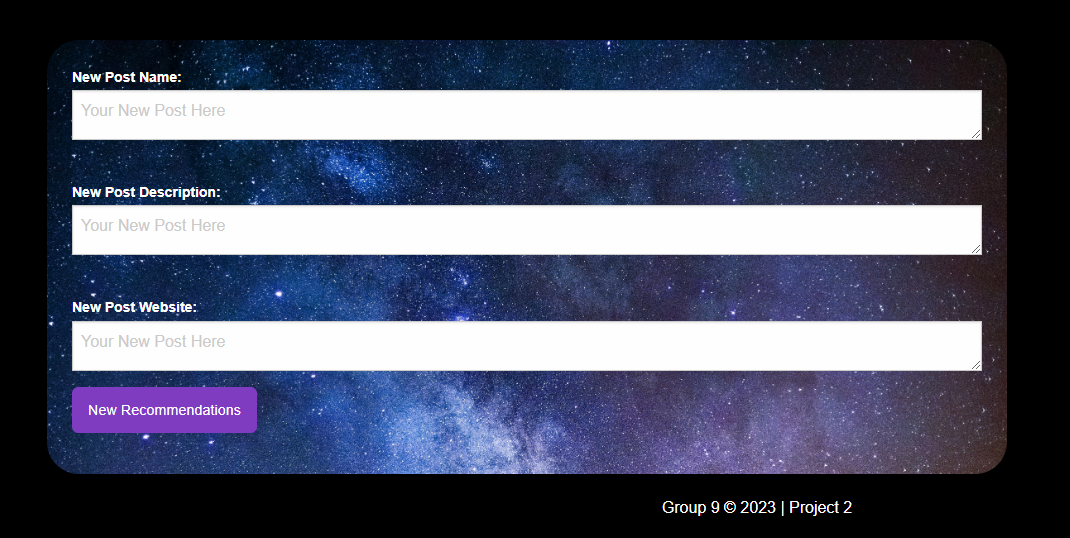 New Post Name:
Your New Post Here
New Post Description:
Your New Post Here
New Post Website:
Your New Post Here
New Recommendations
Group 9 © 2023 | Project 2